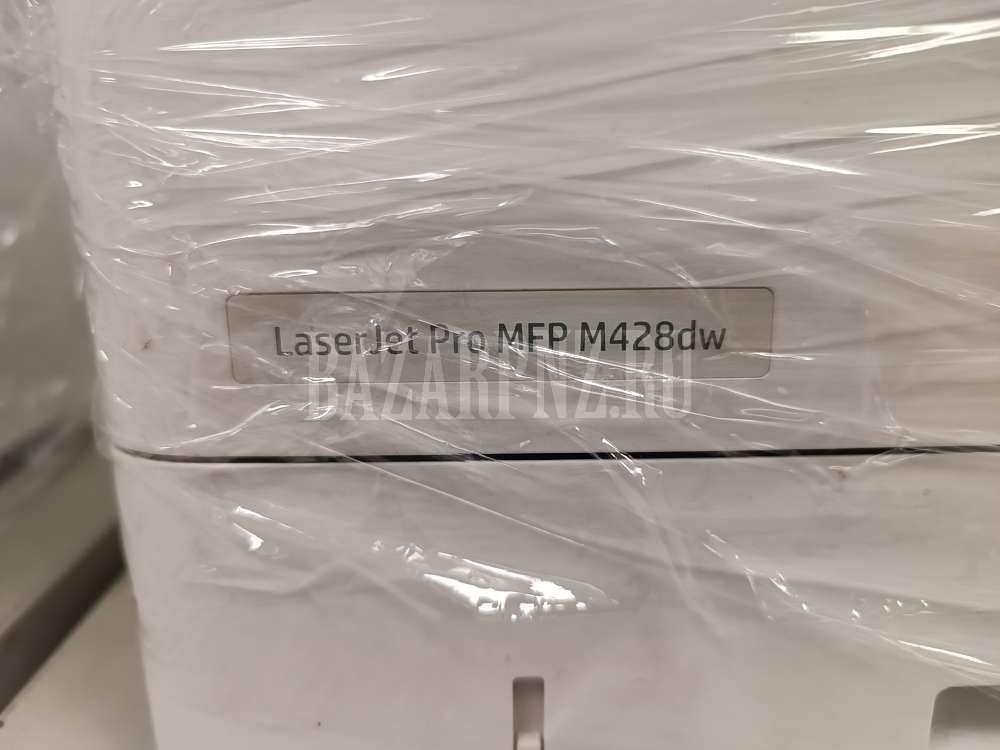 LaserJet Pro MFP M428dw
BAZARPNZ.RU